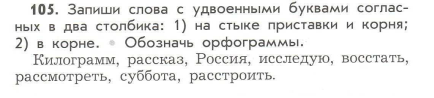 105. Запиши слова с удвоенными буквами соглас-
ных в два столбика: 1) на стыке приставки и корня;
2) в корне. • Обозначь орфограммы.
Килограмм, рассказ, Россия, исследую, восстать,
рассмотреть, суббота, расстроить.